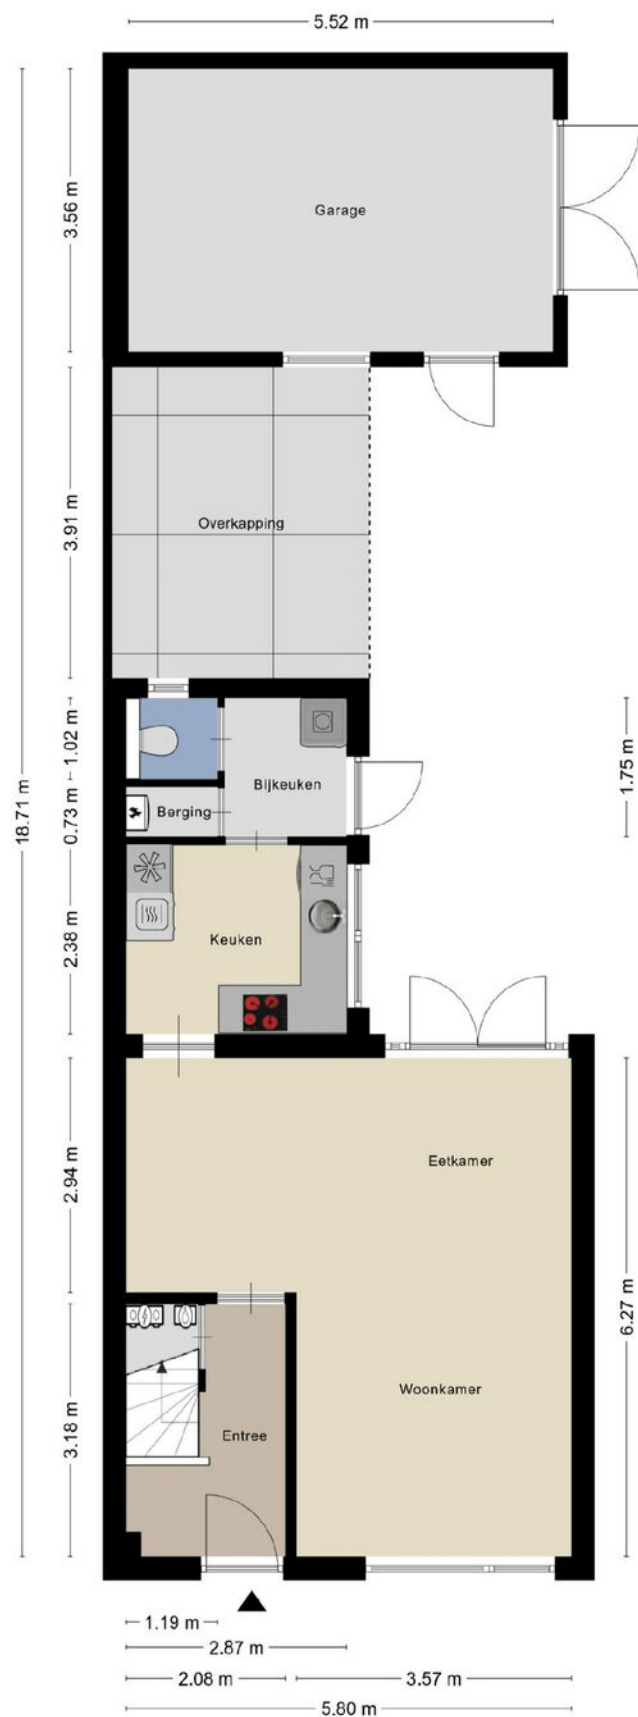 5.52 m
Garage
3.56 m
Overkapping
3.91 m
18.71 m
1.02 m
Bijkeuken
1.75 m
0.73 m
Berging
Keuken
2.38 m
Eetkamer
2.94 m
6.27 m
Woonkamer
3.18 m
Entree
1.19 m
2.87 m
2.08 m
3.57 m
5.80 m